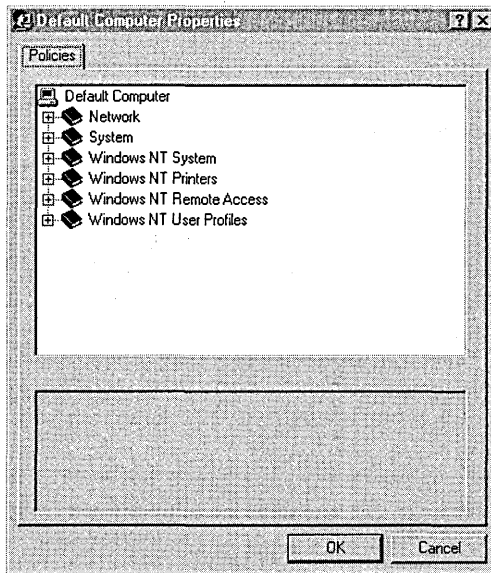 Default Computer Properties
Policies
Default Computer
Network
System
Windows NT System
Windows NT Printers
Windows NT Remote Access
Windows NT User Profiles
OK
Cancel